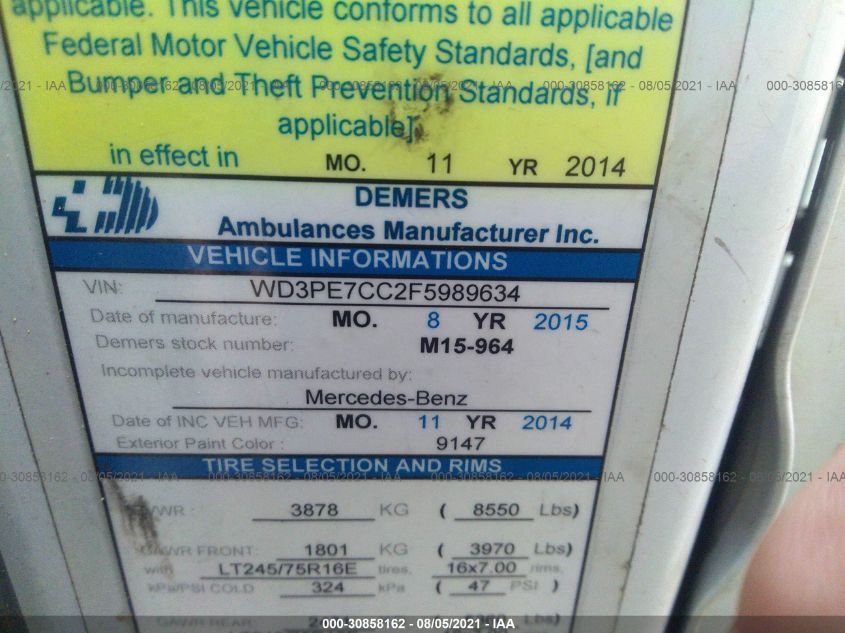 applicable. This vehicle conforms to all applicable
Federal Motor Vehicle Safety Standards, [and
Bumper and Theft Prevention Standards, if
applicable]
in effect in MO. 11 YR 2014
DEMERS
Ambulances Manufacturer Inc.
VEHICLE INFORMATIONS
VIN: WD3PE7CC2F5989634
Date of manufacture: MO. 8 YR 2015
Demers stock number: M15-964
Incomplete vehicle manufactured by:
Mercedes-Benz
Date of INC VEH MFG: MO. 11 YR 2014
Exterior Paint Color : 9147
TIRE SELECTION AND RIMS
GVWR : 3878 KG ( 8550 Lbs)
GAWR FRONT: 1801 KG ( 3970 Lbs)
with LT245/75R16E tires, 16x7.00 rims,
kPa/PSI COLD 324 kPa ( 47 PSI )
GAWR REAR: Lbs)
000-30858162 - 08/05/2021 - IAA